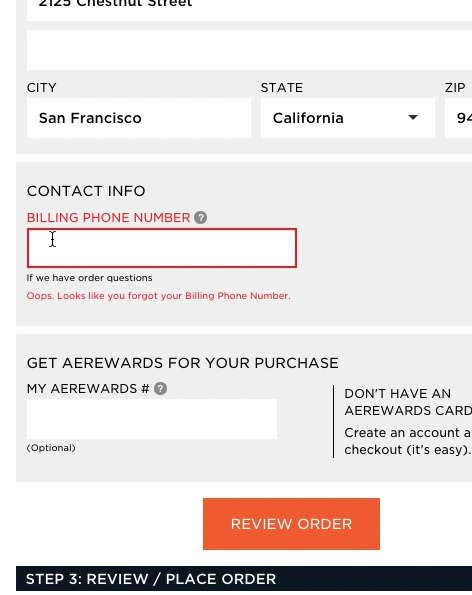 2125 Chestnut Street
CITY STATE ZIP
San Francisco California 94
CONTACT INFO
BILLING PHONE NUMBER ?
If we have order questions
Oops. Looks like you forgot your Billing Phone Number.
GET AEREWARDS FOR YOUR PURCHASE
MY AEREWARDS # ?
(Optional)
DON'T HAVE AN
AEREWARDS CARD
Create an account a
checkout (it's easy).
REVIEW ORDER
STEP 3: REVIEW / PLACE ORDER